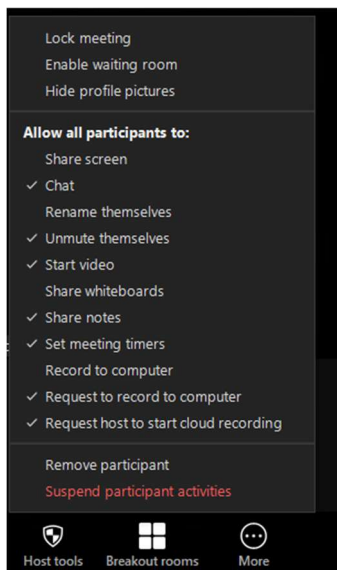 Lock meeting
Enable waiting room
Hide profile pictures
Allow all participants to:
Share screen
Chat
Rename themselves
Unmute themselves
Start video
Share whiteboards
Share notes
Set meeting timers
Record to computer
Request to record to computer
Request host to start cloud recording
Remove participant
Suspend participant activities
Host tools Breakout rooms More